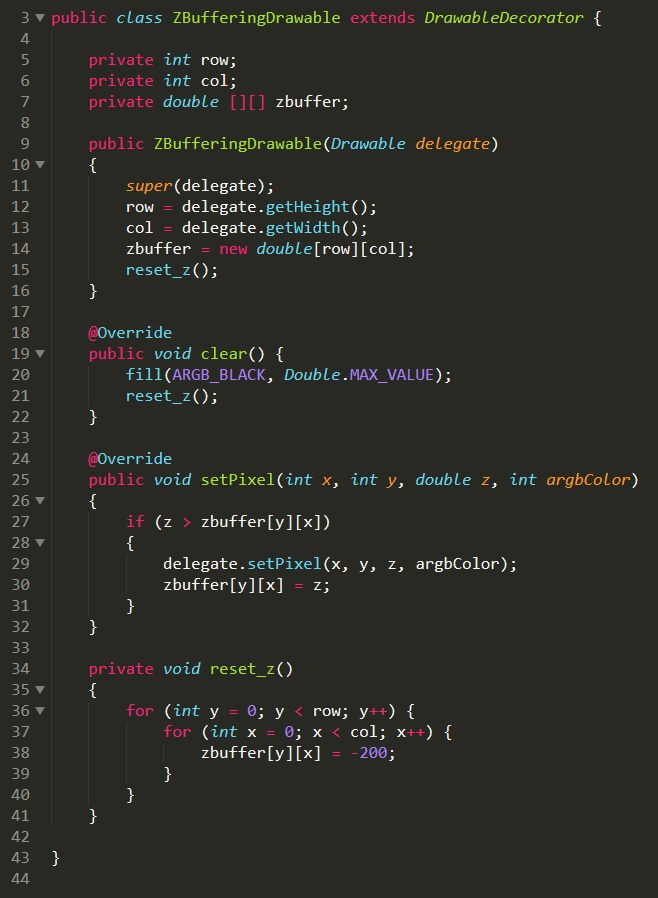 3 public class ZBufferingDrawable extends DrawableDecorator {
4
5     private int row;
6     private int col;
7     private double [][] zbuffer;
8
9     public ZBufferingDrawable(Drawable delegate)
10     {
11         super(delegate);
12         row = delegate.getHeight();
13         col = delegate.getWidth();
14         zbuffer = new double[row][col];
15         reset_z();
16     }
17
18     @Override
19     public void clear() {
20         fill(ARGB_BLACK, Double.MAX_VALUE);
21         reset_z();
22     }
23
24     @Override
25     public void setPixel(int x, int y, double z, int argbColor)
26     {
27         if (z > zbuffer[y][x])
28         {
29             delegate.setPixel(x, y, z, argbColor);
30             zbuffer[y][x] = z;
31         }
32     }
33
34     private void reset_z()
35     {
36         for (int y = 0; y < row; y++) {
37             for (int x = 0; x < col; x++) {
38                 zbuffer[y][x] = -200;
39             }
40         }
41     }
42
43 }
44